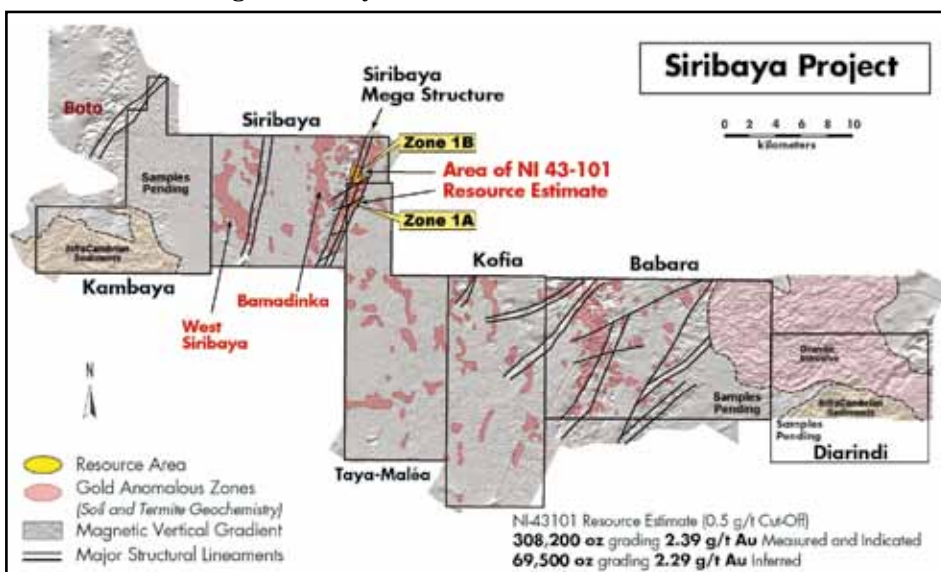 Siribaya Project
0 2 4 6 8 10
kilometers
Siribaya
Mega Structure
Boto
Siribaya
Zone 1B
Area of NI 43-101
Resource Estimate
Zone 1A
Samples
Pending
InfraCambrian
Sediments
Kambaya
West
Siribaya
Bamadinka
Kofia
Babara
N
Samples
Pending
InfraCambrian
Sediments
Samples
Pending
Diarindi
Taya-Maléa
Resource Area
Gold Anomalous Zones
(Soil and Termite Geochemistry)
Magnetic Vertical Gradient
Major Structural Lineaments
NI-43101 Resource Estimate (0.5 g/t Cut-Off)
308,200 oz grading 2.39 g/t Au Measured and Indicated
69,500 oz grading 2.29 g/t Au Inferred